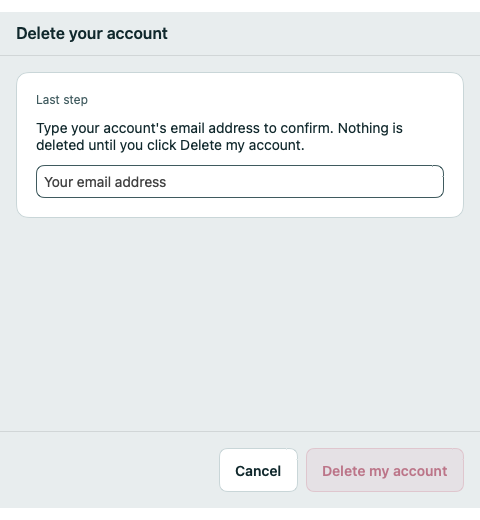 Delete your account
Last step
Type your account's email address to confirm. Nothing is
deleted until you click Delete my account.
Your email address
Cancel
Delete my account